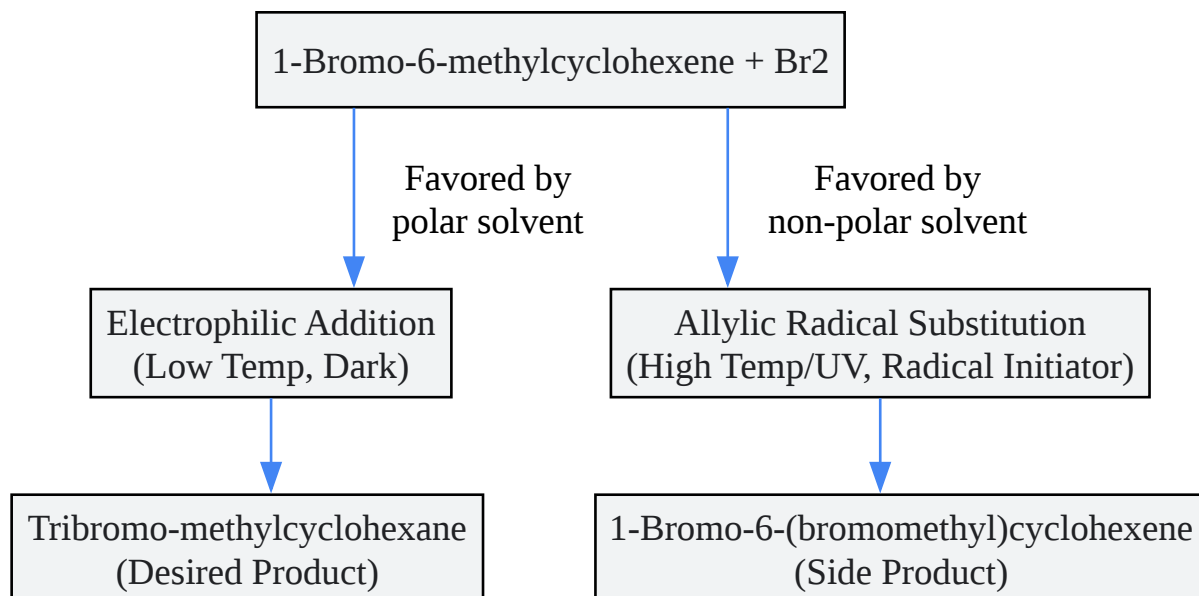 1-Bromo-6-methylcyclohexene + Br2
Favored by
polar solvent
Favored by
non-polar solvent
Electrophilic Addition
(Low Temp, Dark)
Allylic Radical Substitution
(High Temp/UV, Radical Initiator)
Tribromo-methylcyclohexane
(Desired Product)
1-Bromo-6-(bromomethyl)cyclohexene
(Side Product)